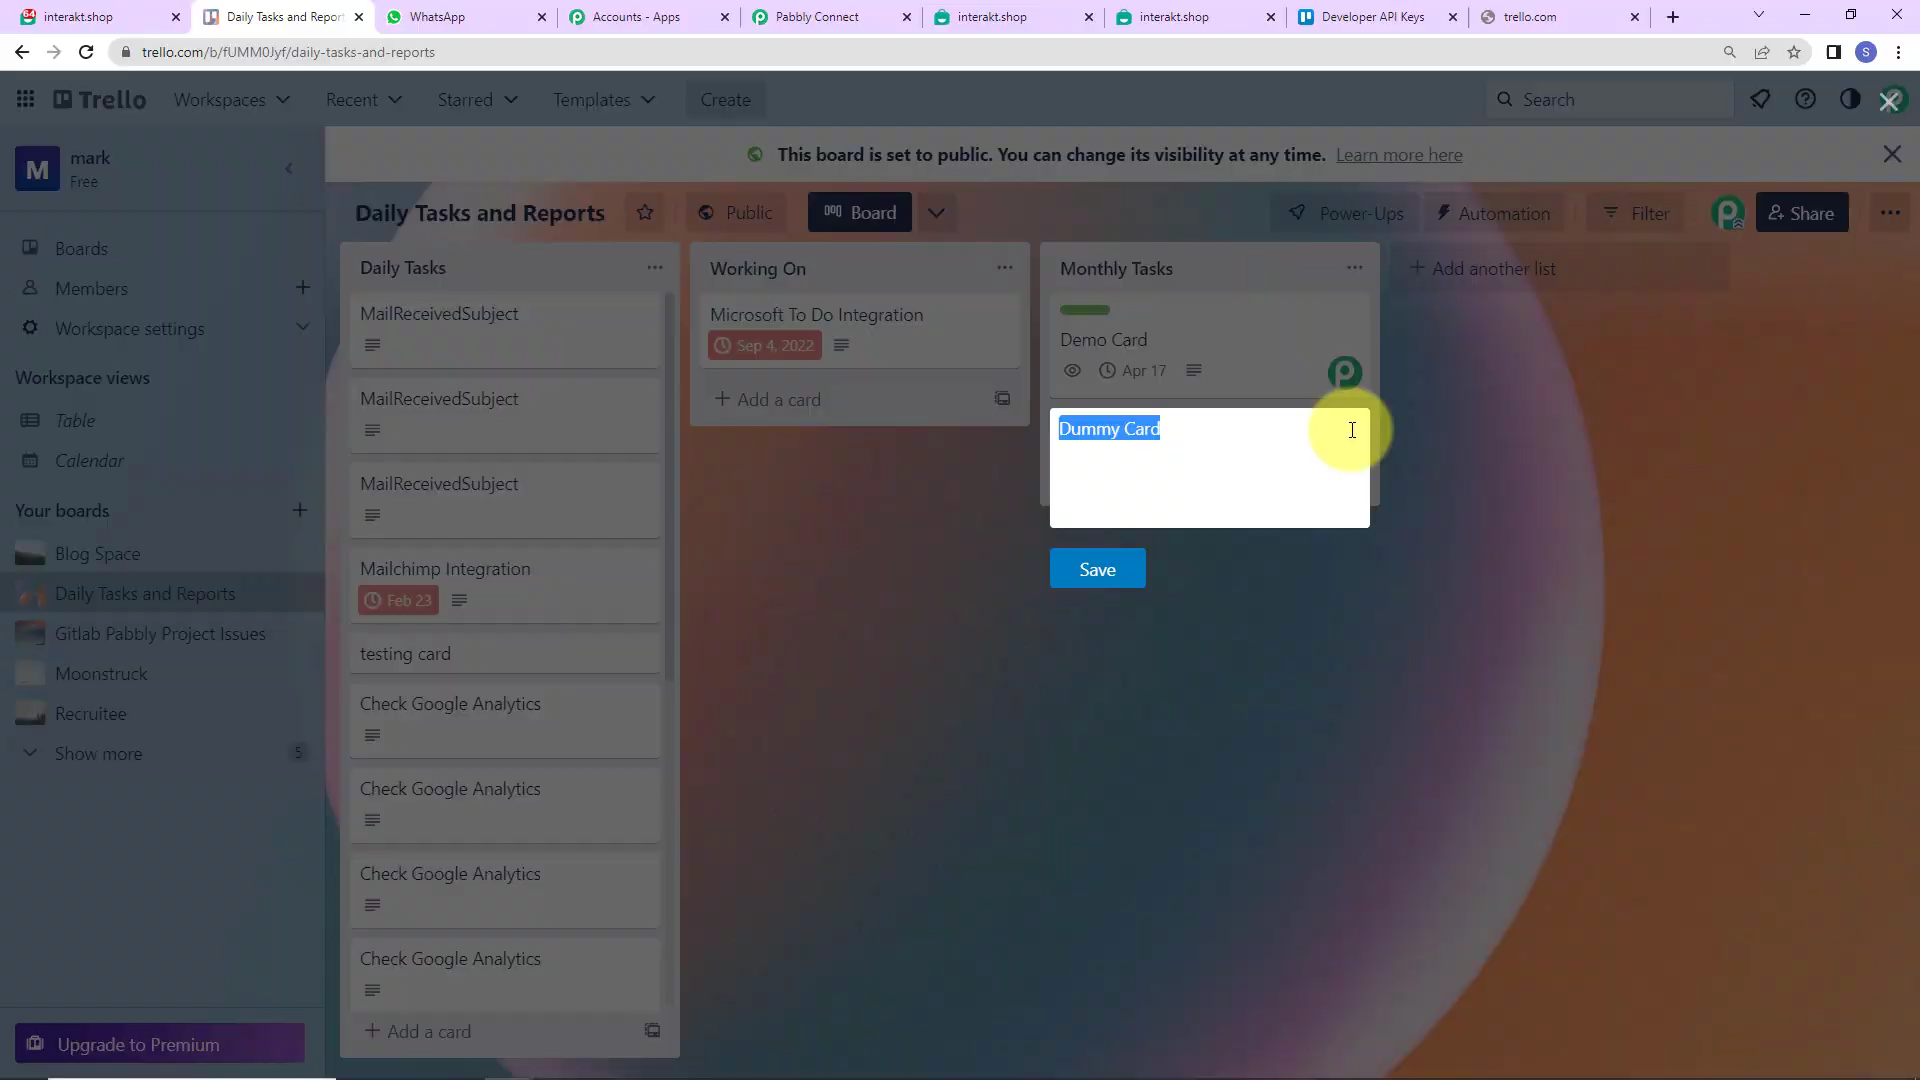 64
interakt.shop
Daily Tasks and Report
WhatsApp
Accounts - Apps
Pabbly Connect
interakt.shop
interakt.shop
Developer API Keys
trello.com
trello.com/b/fUMM0Jyf/daily-tasks-and-reports
S
Trello
Workspaces
Recent
Starred
Templates
Create
Search
M
mark
Free
This board is set to public. You can change its visibility at any time. Learn more here
Daily Tasks and Reports
Public
Board
Power-Ups
Automation
Filter
Share
Boards
Members
Workspace settings
Workspace views
Table
Calendar
Your boards
Blog Space
Daily Tasks and Reports
Gitlab Pabbly Project Issues
Moonstruck
Recruitee
Show more
5
Upgrade to Premium
Daily Tasks
MailReceivedSubject
MailReceivedSubject
MailReceivedSubject
Mailchimp Integration
Feb 23
testing card
Check Google Analytics
Check Google Analytics
Check Google Analytics
Check Google Analytics
+ Add a card
Working On
Microsoft To Do Integration
Sep 4, 2022
+ Add a card
Monthly Tasks
Demo Card
Apr 17
Dummy Card
Save
+ Add another list